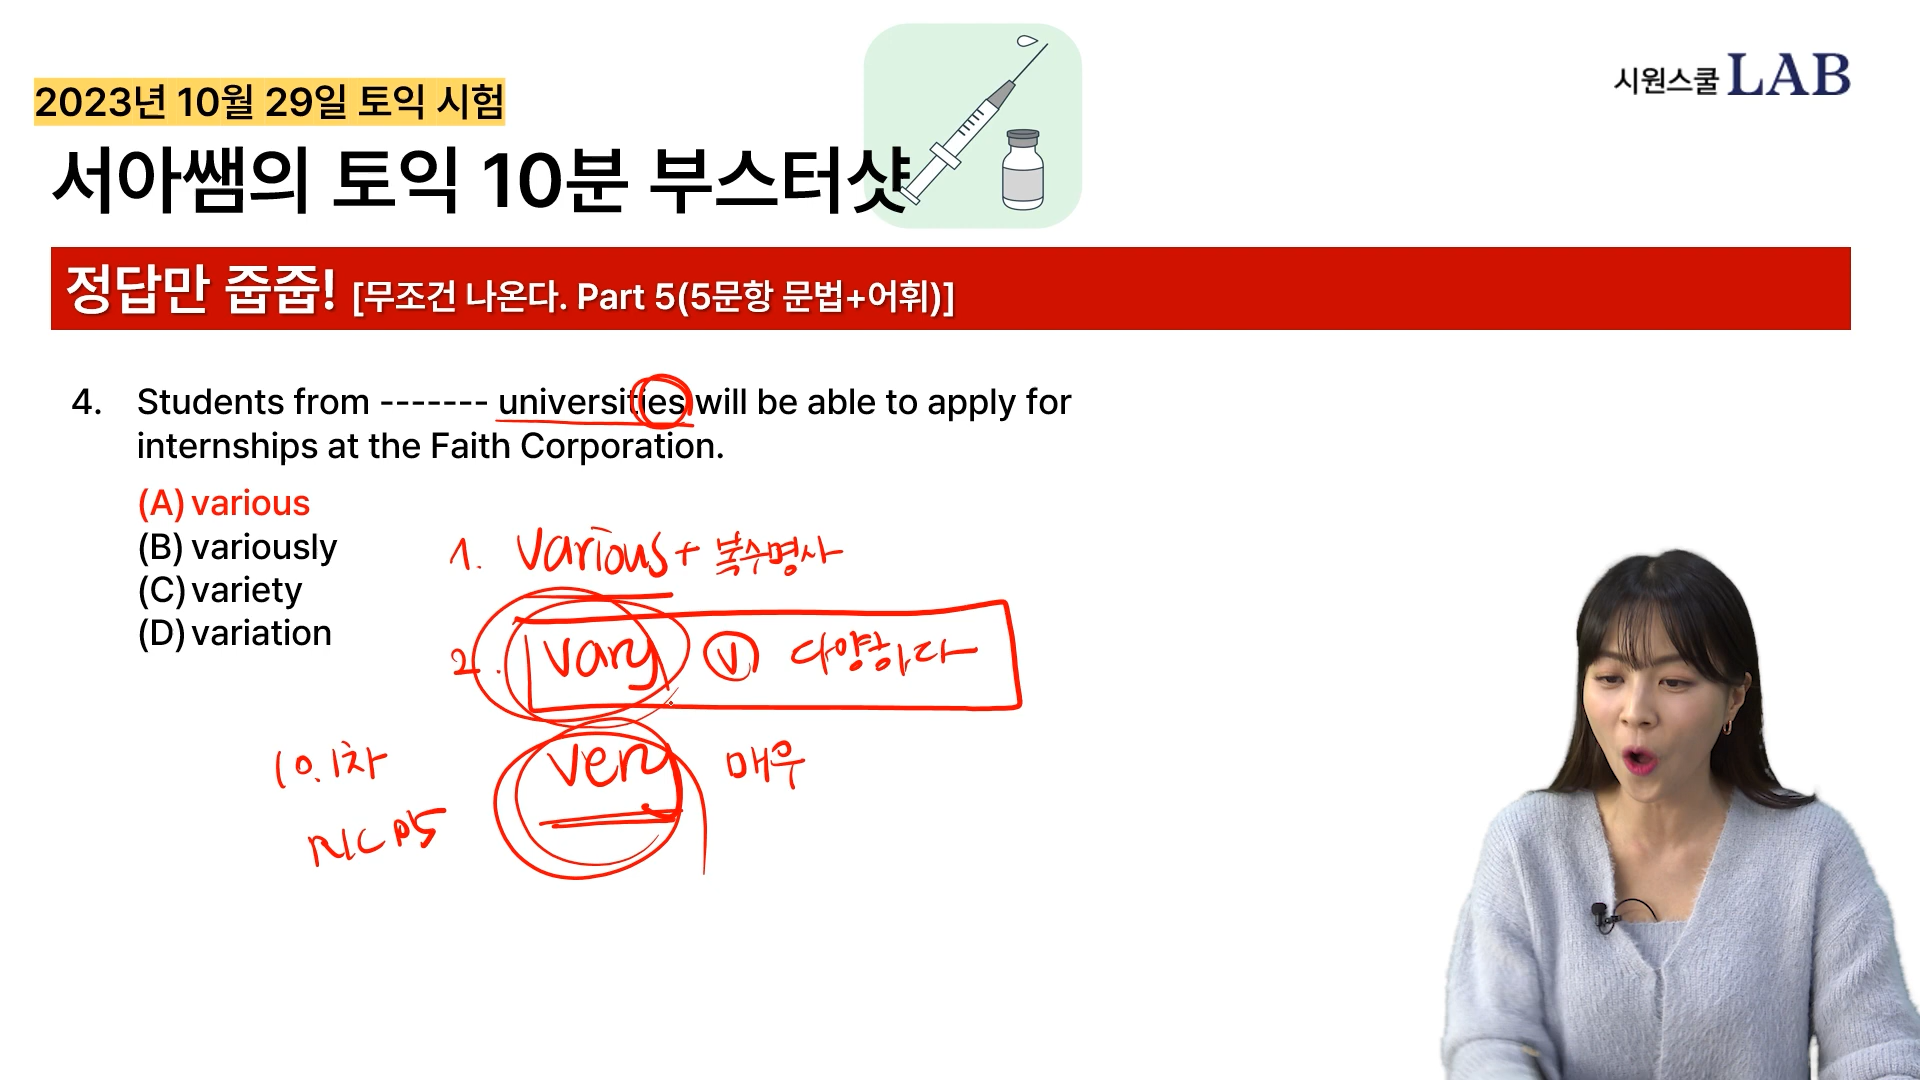 2023년 10월 29일 토익 시험
시원스쿨 LAB
서아쌤의 토익 10분 부스터샷
정답만 줍줍! [무조건 나온다. Part 5(5문항 문법+어휘)]
4. Students from ------- universities will be able to apply for
internships at the Faith Corporation.
(A) various
(B) variously
(C) variety
(D) variation
1. various + 복수명사
2. vary ⓥ 다양하다
very 매우
10.1차
RC P5